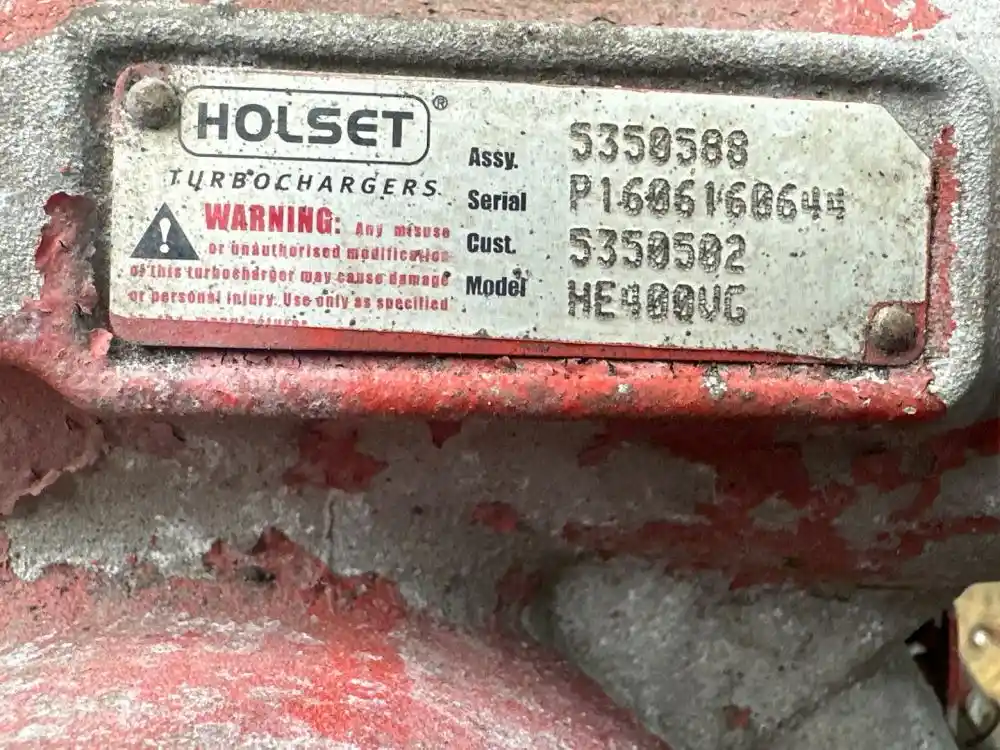 HOLSET®
TURBOCHARGERS
WARNING: Any misuse
or unauthorised modification
of this turbocharger may cause damage
or personal injury. Use only as specified
Assy. 5350588
Serial P1606160644
Cust. 5350502
Model HE400VG